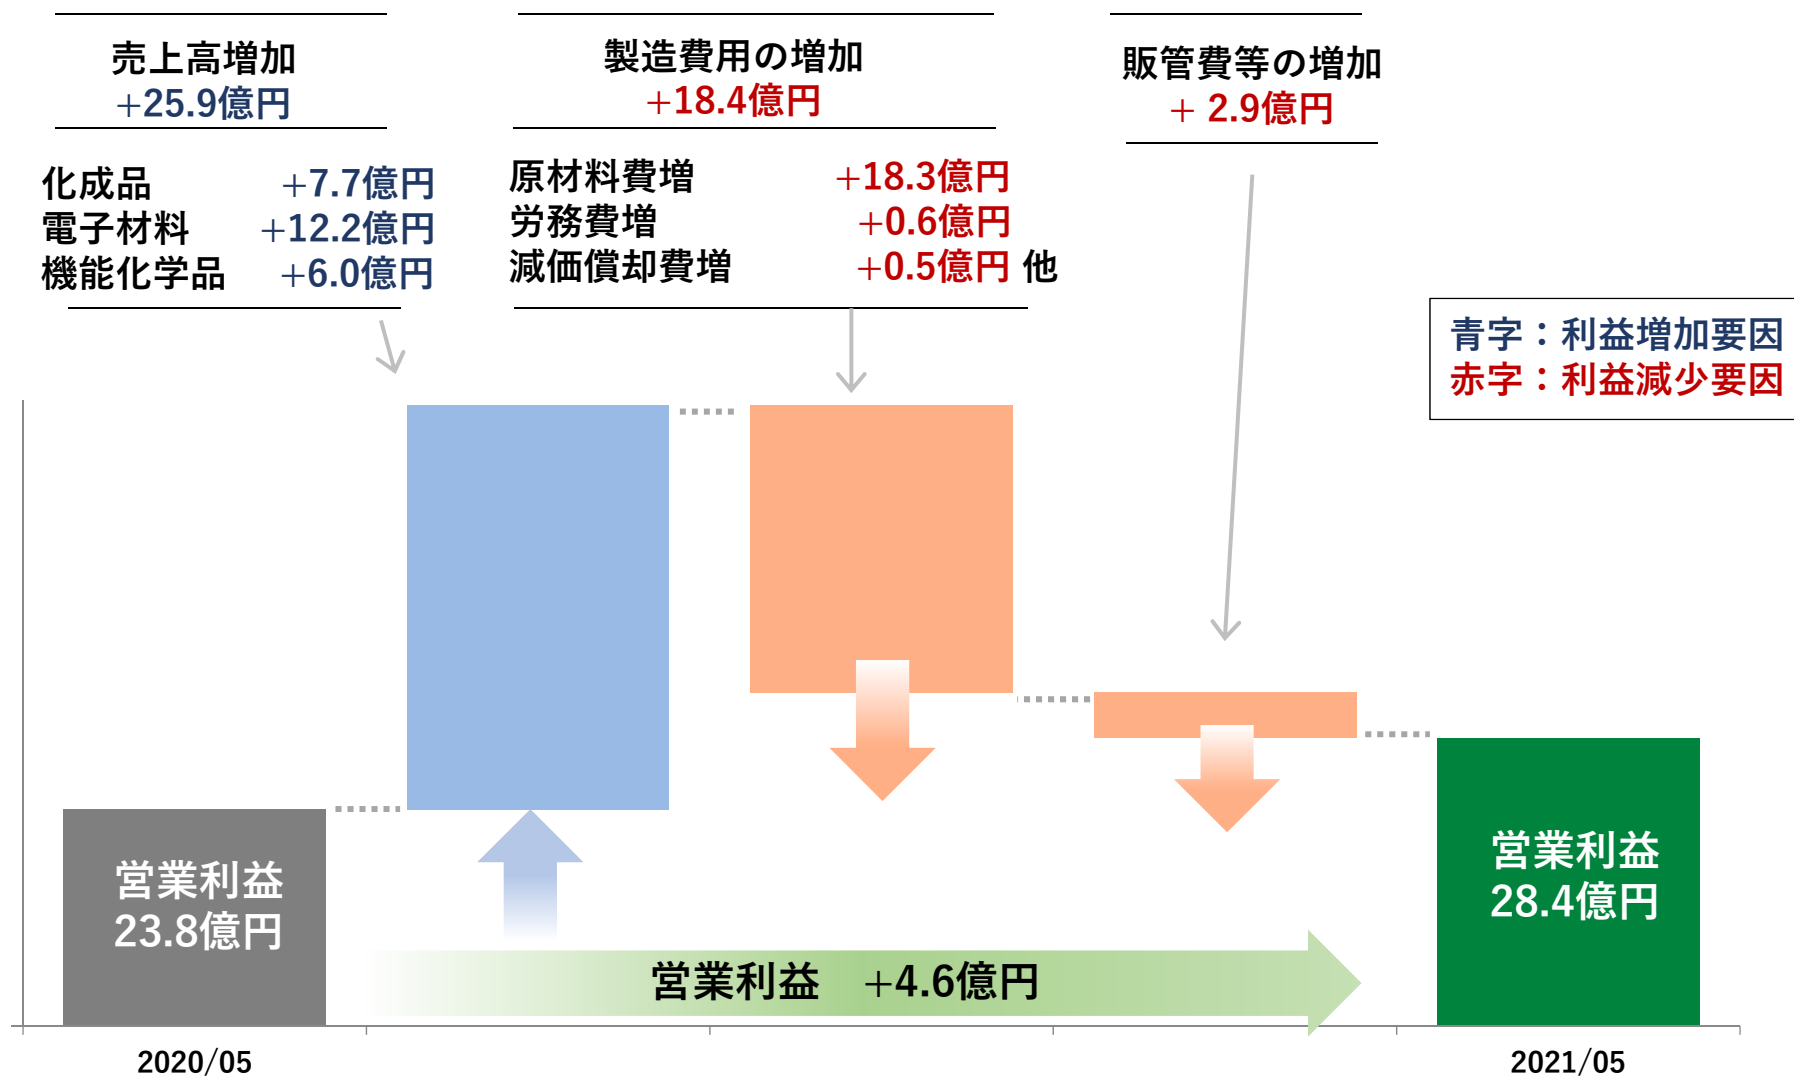 売上高増加
+25.9億円
化成品 +7.7億円
電子材料 +12.2億円
機能化学品 +6.0億円
製造費用の増加
+18.4億円
原材料費増 +18.3億円
労務費増 +0.6億円
減価償却費増 +0.5億円 他
販管費等の増加
+ 2.9億円
青字：利益増加要因
赤字：利益減少要因
営業利益
23.8億円
営業利益 +4.6億円
営業利益
28.4億円
2020/05
2021/05